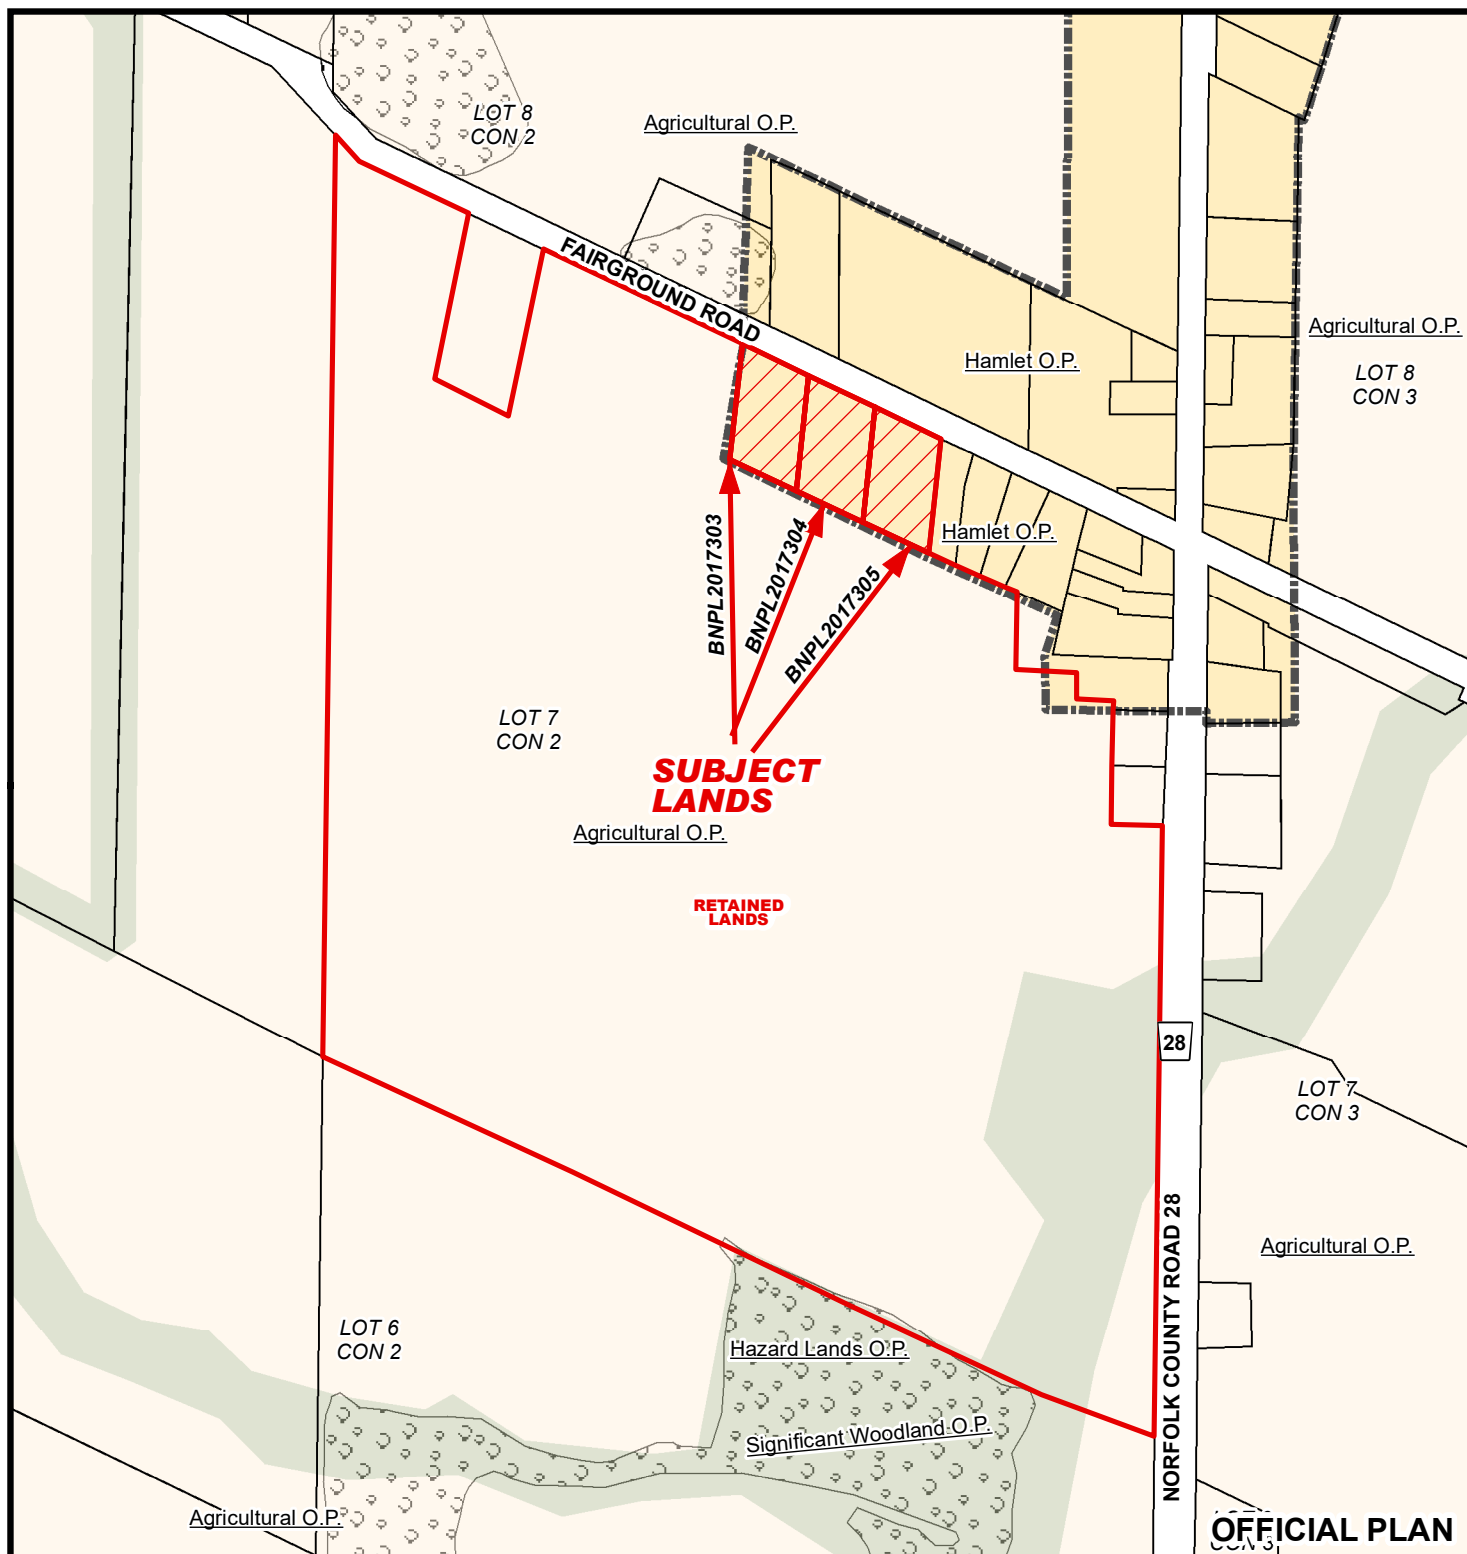 LOT 8
CON 2
Agricultural O.P.
FAIRGROUND ROAD
Agricultural O.P.
Hamlet O.P.
LOT 8
CON 3
Hamlet O.P.
BNPL2017303
BNPL2017304
BNPL2017305
LOT 7
CON 2
SUBJECT
LANDS
Agricultural O.P.
RETAINED
LANDS
28
LOT 7
CON 3
NORFOLK COUNTY ROAD 28
Agricultural O.P.
LOT 6
CON 2
Hazard Lands O.P.
Significant Woodland O.P.
Agricultural O.P.
OFFICIAL PLAN
CON 3